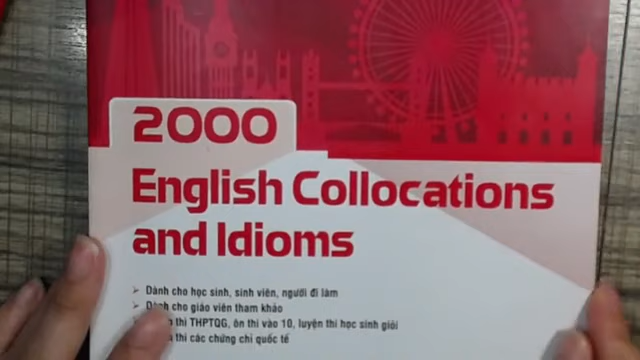 2000
English Collocations
and Idioms
Dành cho học sinh, sinh viên, người đi làm
Dành cho giáo viên tham khảo
thi THPTQG, ôn thi vào 10, luyện thi học sinh giỏi
thi các chứng chỉ quốc tế